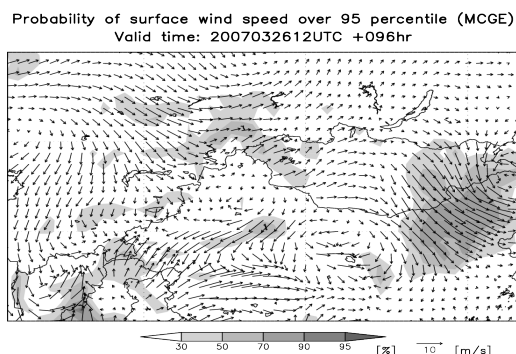 Probability of surface wind speed over 95 percentile (MCGE)
Valid time: 2007032612UTC +096hr
30 50 70 90 95 [%] 10 [m/s]